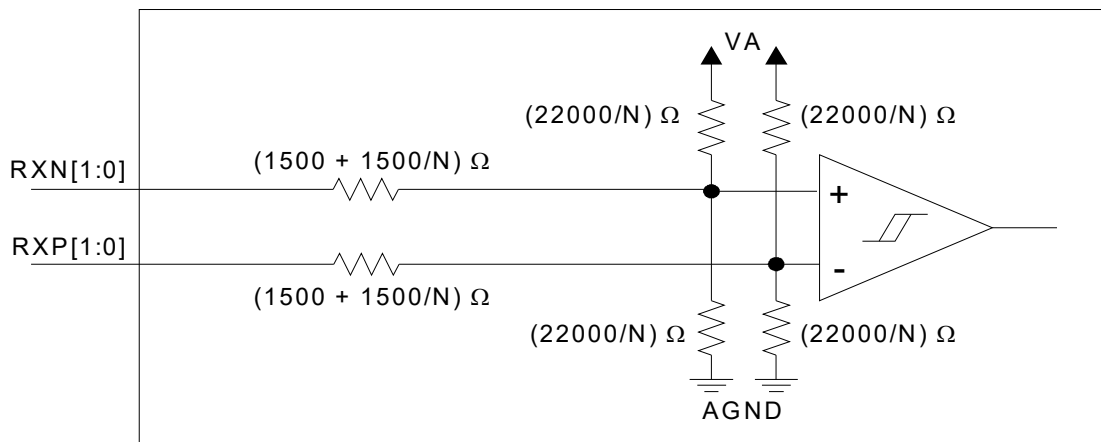 VA
(22000/N) Ω
(22000/N) Ω
(1500 + 1500/N) Ω
RXN[1:0]
+
RXP[1:0]
-
(1500 + 1500/N) Ω
(22000/N) Ω
(22000/N) Ω
AGND